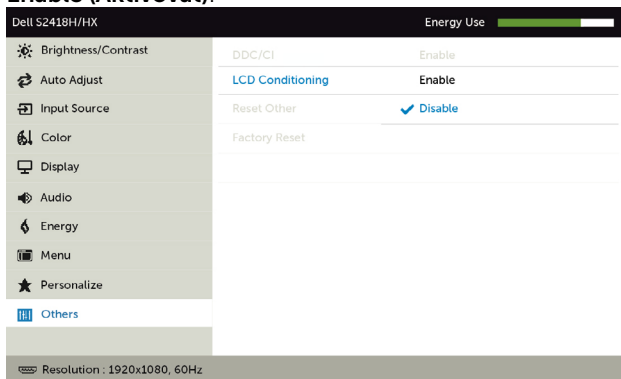 Enable (Aktivovat).
Dell S2418H/HX Energy Use
Brightness/Contrast
DDC/CI Enable
Auto Adjust
LCD Conditioning Enable
Input Source
Reset Other Disable
Color
Factory Reset
Display
Audio
Energy
Menu
Personalize
Others
Resolution : 1920x1080, 60Hz